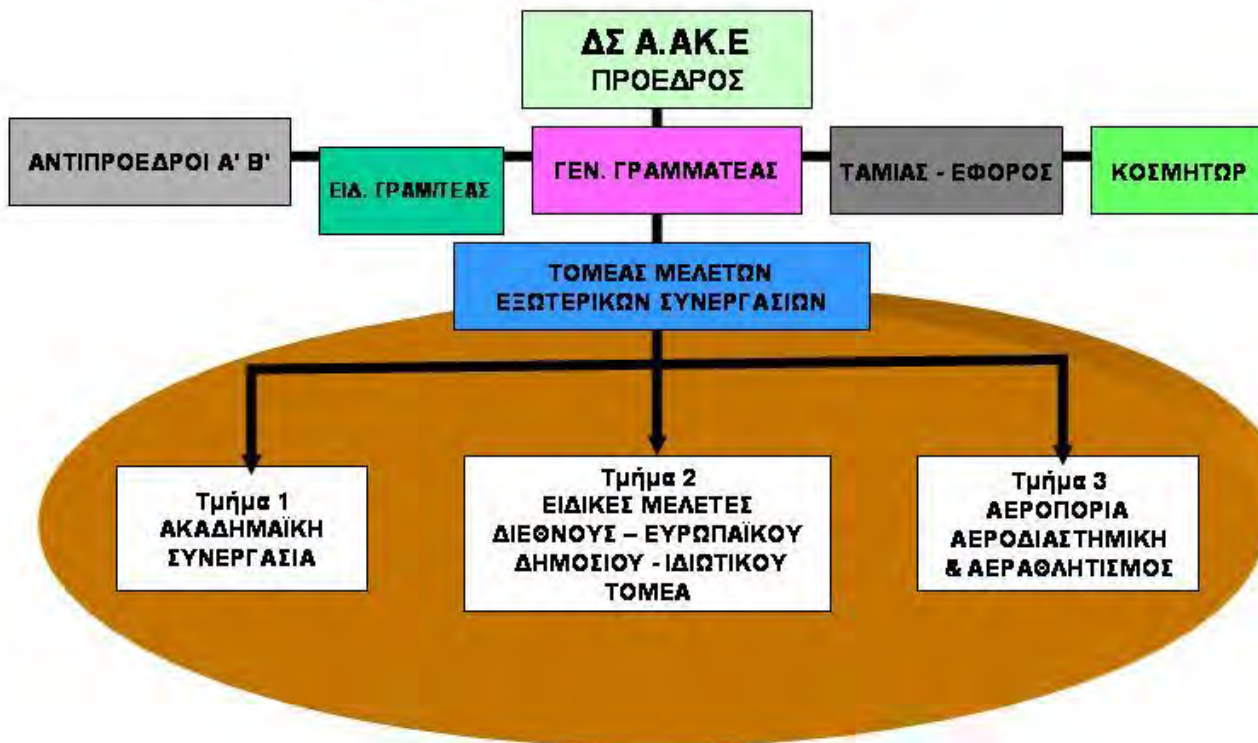 ΔΣ Α.ΑΚ.Ε
ΠΡΟΕΔΡΟΣ
ΑΝΤΙΠΡΟΕΔΡΟΙ Α' Β'
ΕΙΔ. ΓΡΑΜ/ΤΕΑΣ
ΓΕΝ. ΓΡΑΜΜΑΤΕΑΣ
ΤΑΜΙΑΣ - ΕΦΟΡΟΣ
ΚΟΣΜΗΤΩΡ
ΤΟΜΕΑΣ ΜΕΛΕΤΩΝ
ΕΞΩΤΕΡΙΚΩΝ ΣΥΝΕΡΓΑΣΙΩΝ
Τμήμα 1
ΑΚΑΔΗΜΑΪΚΗ
ΣΥΝΕΡΓΑΣΙΑ
Τμήμα 2
ΕΙΔΙΚΕΣ ΜΕΛΕΤΕΣ
ΔΙΕΘΝΟΥΣ – ΕΥΡΩΠΑΪΚΟΥ
ΔΗΜΟΣΙΟΥ - ΙΔΙΩΤΙΚΟΥ
ΤΟΜΕΑ
Τμήμα 3
ΑΕΡΟΠΟΡΙΑ
ΑΕΡΟΔΙΑΣΤΗΜΙΚΗ
& ΑΕΡΑΘΛΗΤΙΣΜΟΣ